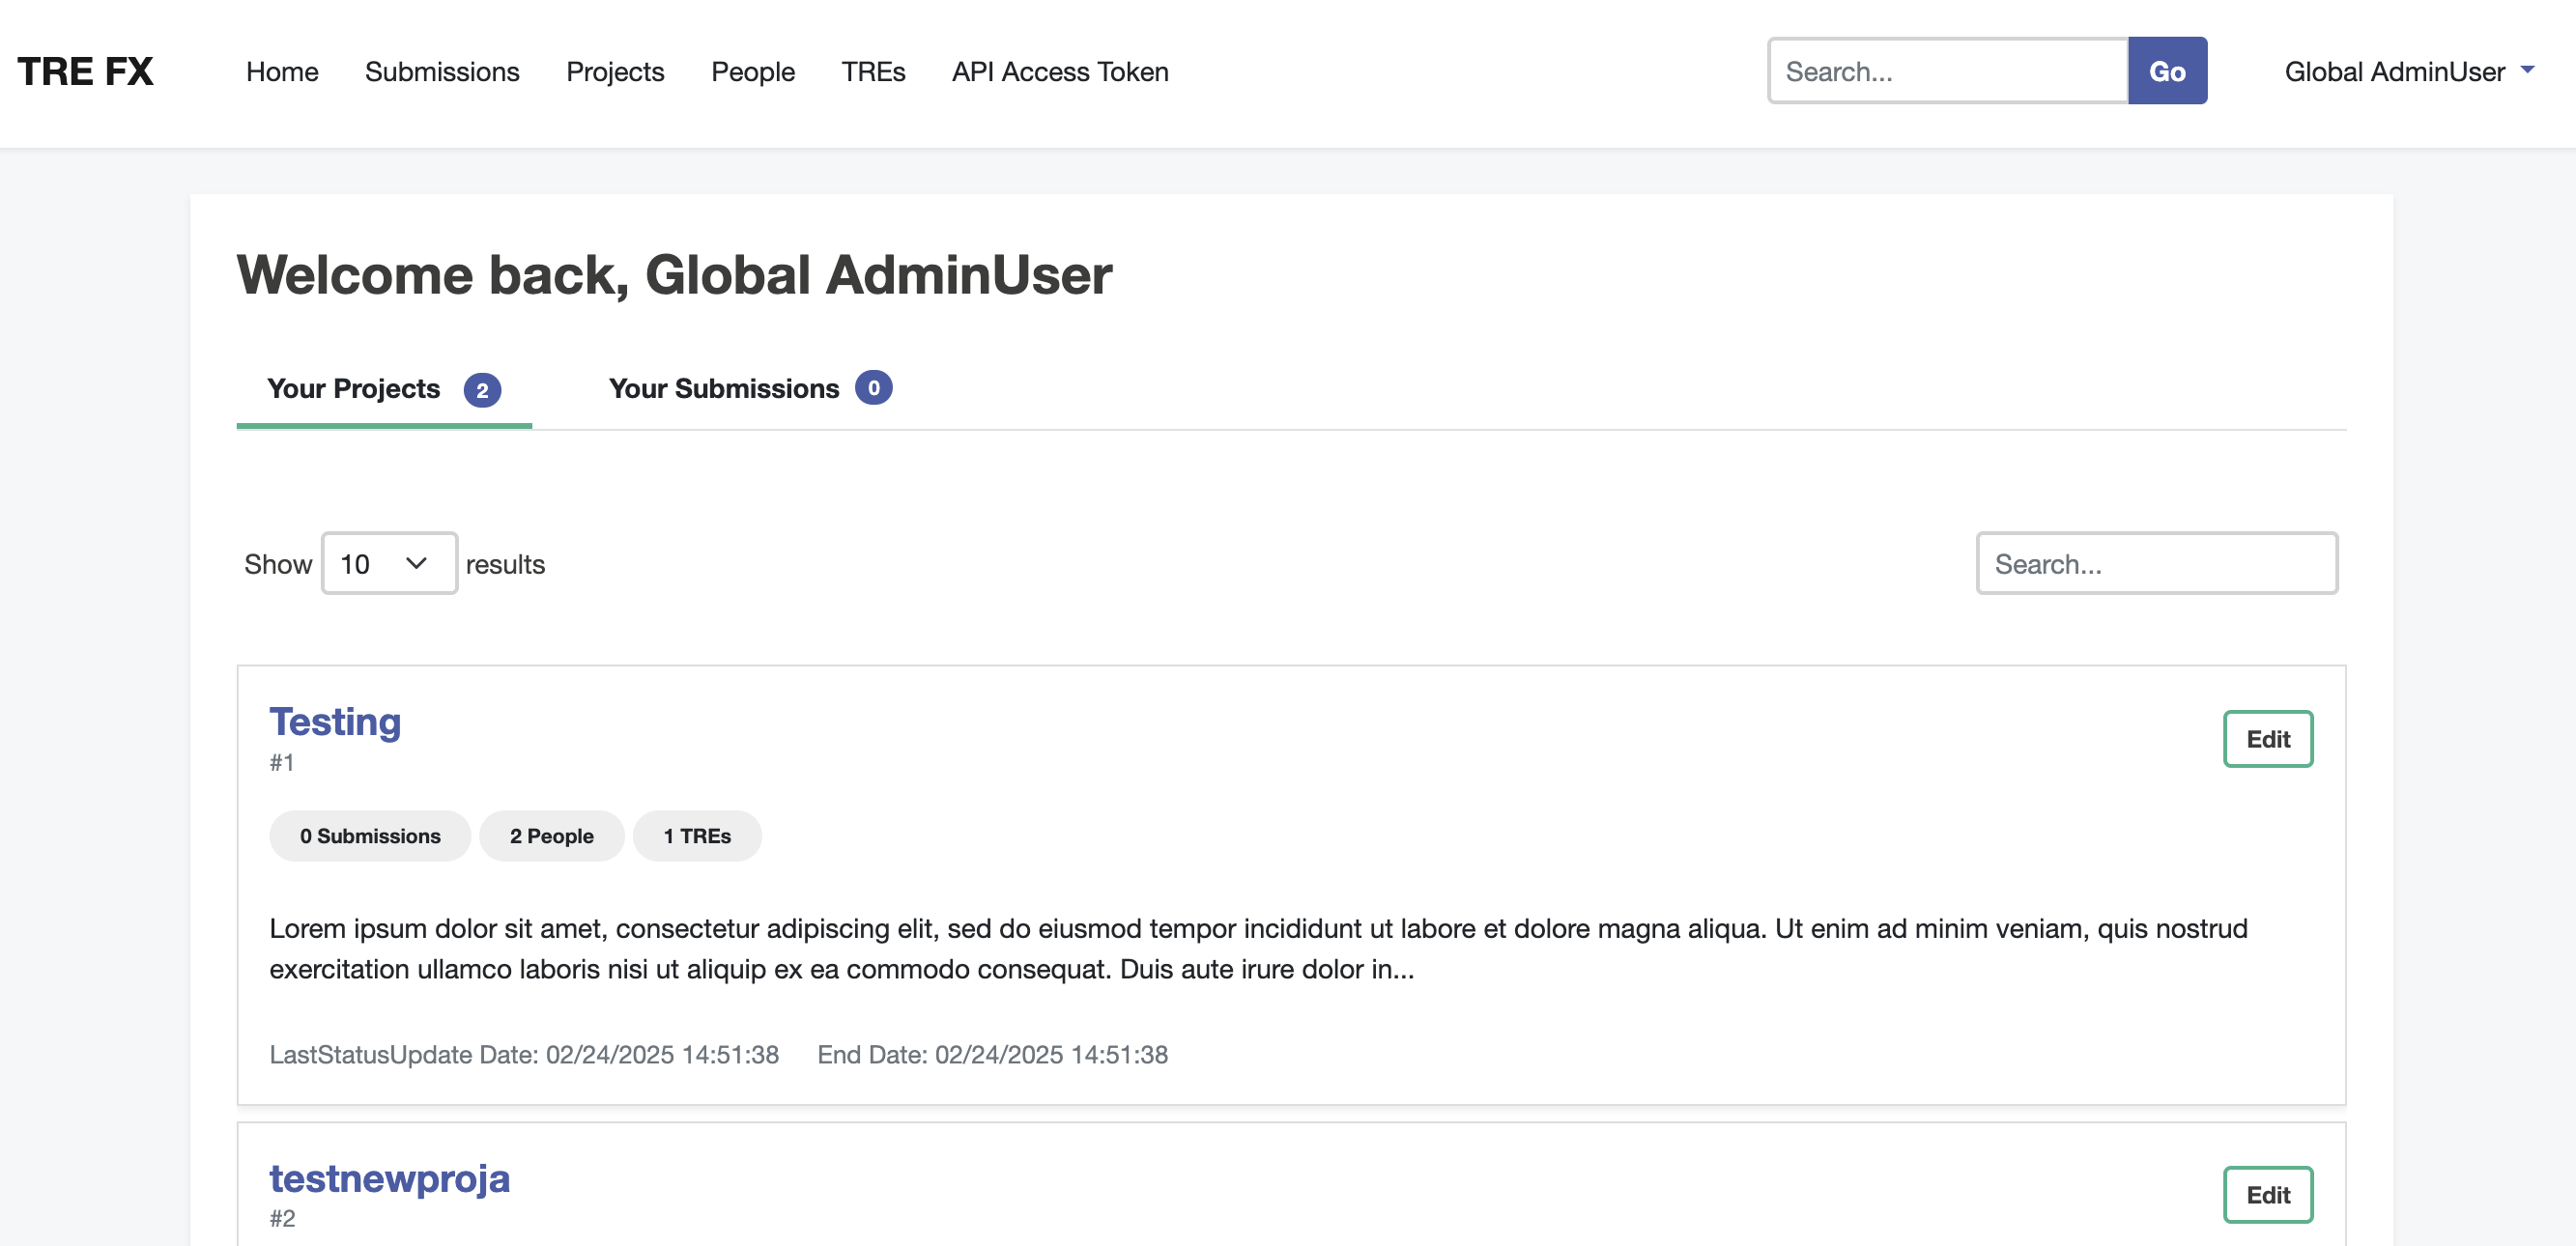 TRE FX Home Submissions Projects People TREs API Access Token Search... Go Global AdminUser
Welcome back, Global AdminUser
Your Projects 2 Your Submissions 0
Show 10 results Search...
Testing Edit
#1
0 Submissions 2 People 1 TREs
Lorem ipsum dolor sit amet, consectetur adipiscing elit, sed do eiusmod tempor incididunt ut labore et dolore magna aliqua. Ut enim ad minim veniam, quis nostrud
exercitation ullamco laboris nisi ut aliquip ex ea commodo consequat. Duis aute irure dolor in...
LastStatusUpdate Date: 02/24/2025 14:51:38 End Date: 02/24/2025 14:51:38
testnewproja Edit
#2